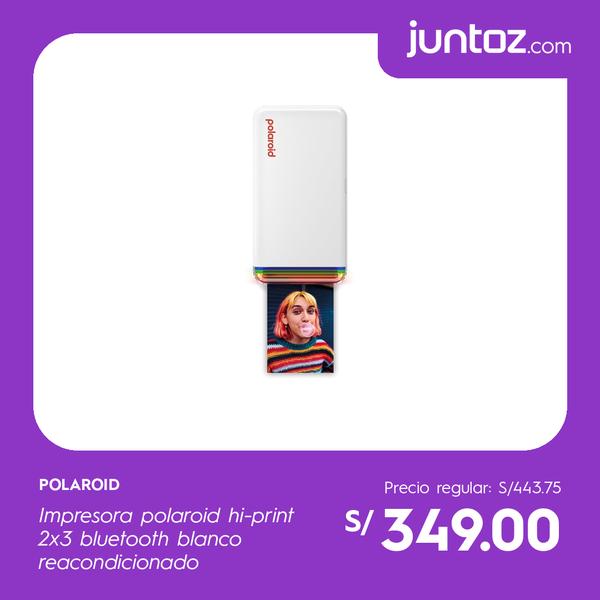 juntoz.com
polaroid
POLAROID
Impresora polaroid hi-print
2x3 bluetooth blanco
reacondicionado
Precio regular: S/443.75
S/ 349.00